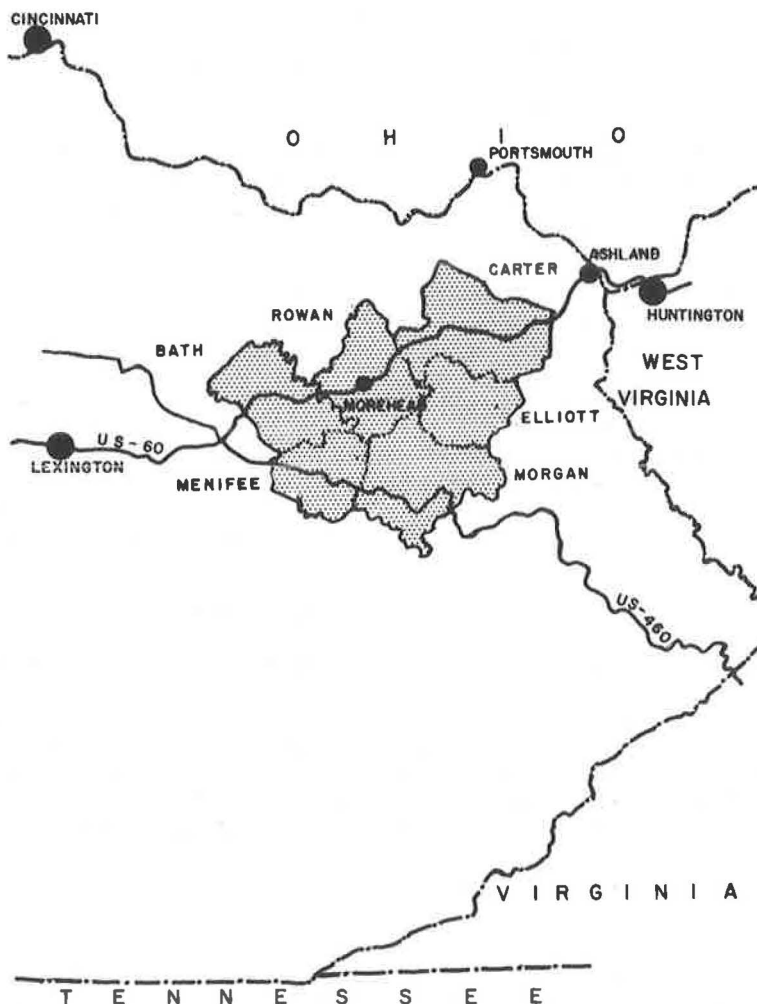 CINCINNATI
O H I O
PORTSMOUTH
ASHLAND
CARTER
HUNTINGTON
ROWAN
BATH
WEST
VIRGINIA
MOREHEAD
ELLIOTT
US-60
LEXINGTON
MENIFEE
MORGAN
US-460
V I R G I N I A
T E N N E S S E E